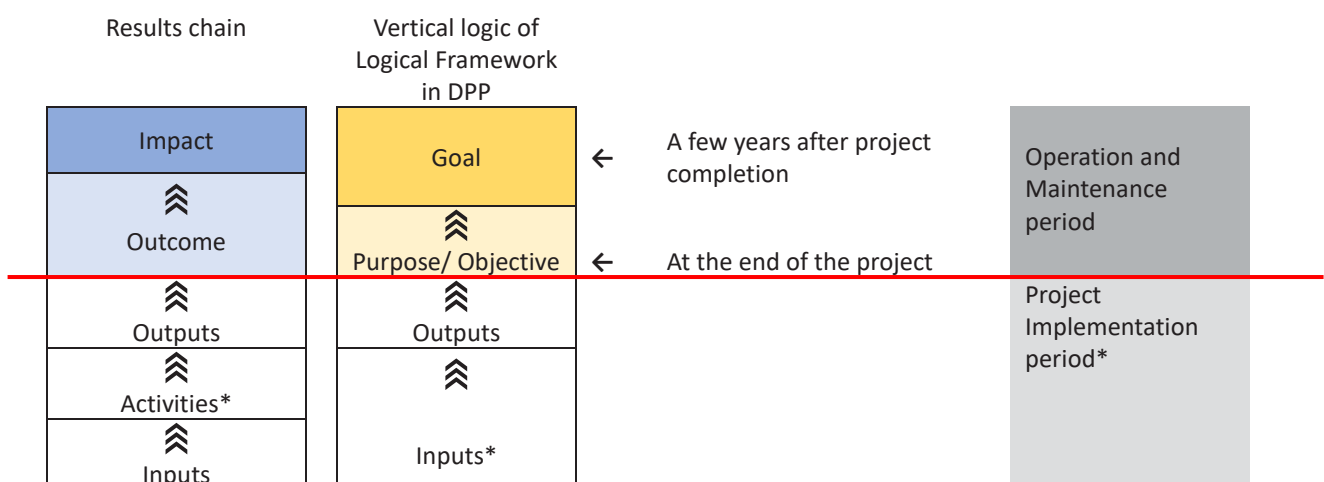 Results chain
Vertical logic of
Logical Framework
in DPP
Impact
Outcome
Outputs
Activities*
Inputs
Goal
Purpose/ Objective
Outputs
Inputs*
← A few years after project
completion
← At the end of the project
Operation and
Maintenance
period
Project
Implementation
period*